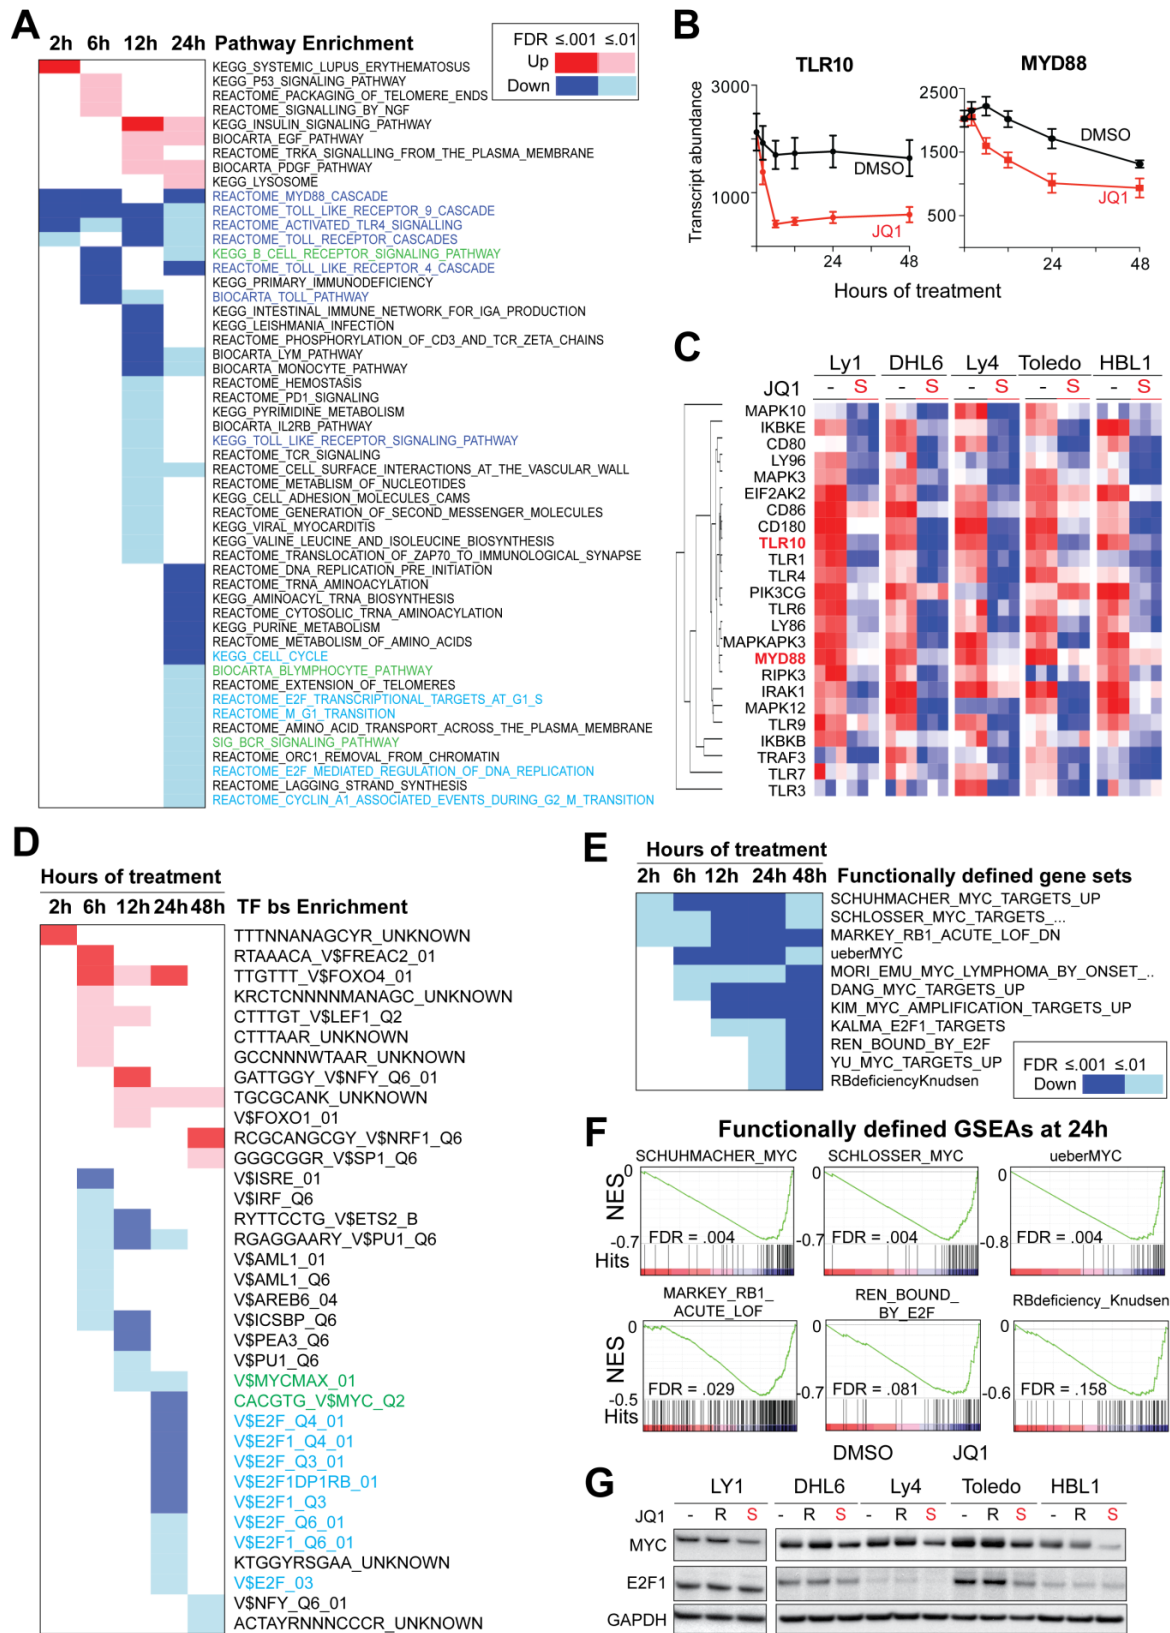 A
2h 6h 12h 24h Pathway Enrichment
FDR ≤.001 ≤.01
Up
Down
KEGG_SYSTEMIC_LUPUS_ERYTHEMATOSUS
KEGG_P53_SIGNALING_PATHWAY
REACTOME_PACKAGING_OF_TELOMERE_ENDS
REACTOME_SIGNALLING_BY_NGF
KEGG_INSULIN_SIGNALING_PATHWAY
BIOCARTA_EGF_PATHWAY
REACTOME_TRKA_SIGNALLING_FROM_THE_PLASMA_MEMBRANE
BIOCARTA_PDGF_PATHWAY
KEGG_LYSOSOME
REACTOME_MYD88_CASCADE
REACTOME_TOLL_LIKE_RECEPTOR_9_CASCADE
REACTOME_ACTIVATED_TLR4_SIGNALLING
REACTOME_TOLL_RECEPTOR_CASCADES
KEGG_B_CELL_RECEPTOR_SIGNALING_PATHWAY
REACTOME_TOLL_LIKE_RECEPTOR_4_CASCADE
KEGG_PRIMARY_IMMUNODEFICIENCY
BIOCARTA_TOLL_PATHWAY
KEGG_INTESTINAL_IMMUNE_NETWORK_FOR_IGA_PRODUCTION
KEGG_LEISHMANIA_INFECTION
REACTOME_PHOSPHORYLATION_OF_CD3_AND_TCR_ZETA_CHAINS
BIOCARTA_LYM_PATHWAY
BIOCARTA_MONOCYTE_PATHWAY
REACTOME_HEMOSTASIS
REACTOME_PD1_SIGNALING
KEGG_PYRIMIDINE_METABOLISM
BIOCARTA_IL2RB_PATHWAY
KEGG_TOLL_LIKE_RECEPTOR_SIGNALING_PATHWAY
REACTOME_TCR_SIGNALING
REACTOME_CELL_SURFACE_INTERACTIONS_AT_THE_VASCULAR_WALL
REACTOME_METABLISM_OF_NUCLEOTIDES
KEGG_CELL_ADHESION_MOLECULES_CAMS
REACTOME_GENERATION_OF_SECOND_MESSENGER_MOLECULES
KEGG_VIRAL_MYOCARDITIS
KEGG_VALINE_LEUCINE_AND_ISOLEUCINE_BIOSYNTHESIS
REACTOME_TRANSLOCATION_OF_ZAP70_TO_IMMUNOLOGICAL_SYNAPSE
REACTOME_DNA_REPLICATION_PRE_INITIATION
REACTOME_TRNA_AMINOACYLATION
KEGG_AMINOACYL_TRNA_BIOSYNTHESIS
REACTOME_CYTOSOLIC_TRNA_AMINOACYLATION
KEGG_PURINE_METABOLISM
REACTOME_METABOLISM_OF_AMINO_ACIDS
KEGG_CELL_CYCLE
BIOCARTA_BLYMPHOCYTE_PATHWAY
REACTOME_EXTENSION_OF_TELOMERES
REACTOME_E2F_TRANSCRIPTIONAL_TARGETS_AT_G1_S
REACTOME_M_G1_TRANSITION
REACTOME_AMINO_ACID_TRANSPORT_ACROSS_THE_PLASMA_MEMBRANE
SIG_BCR_SIGNALING_PATHWAY
REACTOME_ORC1_REMOVAL_FROM_CHROMATIN
REACTOME_E2F_MEDIATED_REGULATION_OF_DNA_REPLICATION
REACTOME_LAGGING_STRAND_SYNTHESIS
REACTOME_CYCLIN_A1_ASSOCIATED_EVENTS_DURING_G2_M_TRANSITION
B
TLR10 MYD88
Transcript abundance
3000
1000
DMSO
JQ1
24 48
2500
1500
500
DMSO
JQ1
24 48
Hours of treatment
C
Ly1 DHL6 Ly4 Toledo HBL1
JQ1 - S - S - S - S - S
MAPK10
IKBKE
CD80
LY96
MAPK3
EIF2AK2
CD86
CD180
TLR10
TLR1
TLR4
PIK3CG
TLR6
LY86
MAPKAPK3
MYD88
RIPK3
IRAK1
MAPK12
TLR9
IKBKB
TRAF3
TLR7
TLR3
D
Hours of treatment
2h 6h 12h 24h 48h TF bs Enrichment
TTTNNANAGCYR_UNKNOWN
RTAAACA_V$FREAC2_01
TTGTTT_V$FOXO4_01
KRCTCNNNNMANAGC_UNKNOWN
CTTTGT_V$LEF1_Q2
CTTTAAR_UNKNOWN
GCCNNNWTAAR_UNKNOWN
GATTGGY_V$NFY_Q6_01
TGCGCANK_UNKNOWN
V$FOXO1_01
RCGCANGCGY_V$NRF1_Q6
GGGCGGR_V$SP1_Q6
V$ISRE_01
V$IRF_Q6
RYTTCCTG_V$ETS2_B
RGAGGAARY_V$PU1_Q6
V$AML1_01
V$AML1_Q6
V$AREB6_04
V$ICSBP_Q6
V$PEA3_Q6
V$PU1_Q6
V$MYCMAX_01
CACGTG_V$MYC_Q2
V$E2F_Q4_01
V$E2F1_Q4_01
V$E2F_Q3_01
V$E2F1DP1RB_01
V$E2F1_Q3
V$E2F_Q6_01
V$E2F1_Q6_01
KTGGYRSGAA_UNKNOWN
V$E2F_03
V$NFY_Q6_01
ACTAYRNNNCCCR_UNKNOWN
E
Hours of treatment
2h 6h 12h 24h 48h Functionally defined gene sets
SCHUHMACHER_MYC_TARGETS_UP
SCHLOSSER_MYC_TARGETS_...
MARKEY_RB1_ACUTE_LOF_DN
ueberMYC
MORI_EMU_MYC_LYMPHOMA_BY_ONSET_..
DANG_MYC_TARGETS_UP
KIM_MYC_AMPLIFICATION_TARGETS_UP
KALMA_E2F1_TARGETS
REN_BOUND_BY_E2F
YU_MYC_TARGETS_UP
RBdeficiencyKnudsen
FDR ≤.001 ≤.01
Down
F
Functionally defined GSEAs at 24h
SCHUHMACHER_MYC SCHLOSSER_MYC ueberMYC
NES
0 0 0
FDR = .004 FDR = .004 FDR = .004
-0.7 -0.7 -0.8
Hits
MARKEY_RB1_
ACUTE_LOF
REN_BOUND_
BY_E2F
RBdeficiency_Knudsen
NES
0 0 0
FDR = .029 FDR = .081 FDR = .158
-0.5 -0.7 -0.6
Hits
DMSO JQ1
G
LY1 DHL6 Ly4 Toledo HBL1
JQ1 - R S - R S - R S - R S - R S
MYC
E2F1
GAPDH